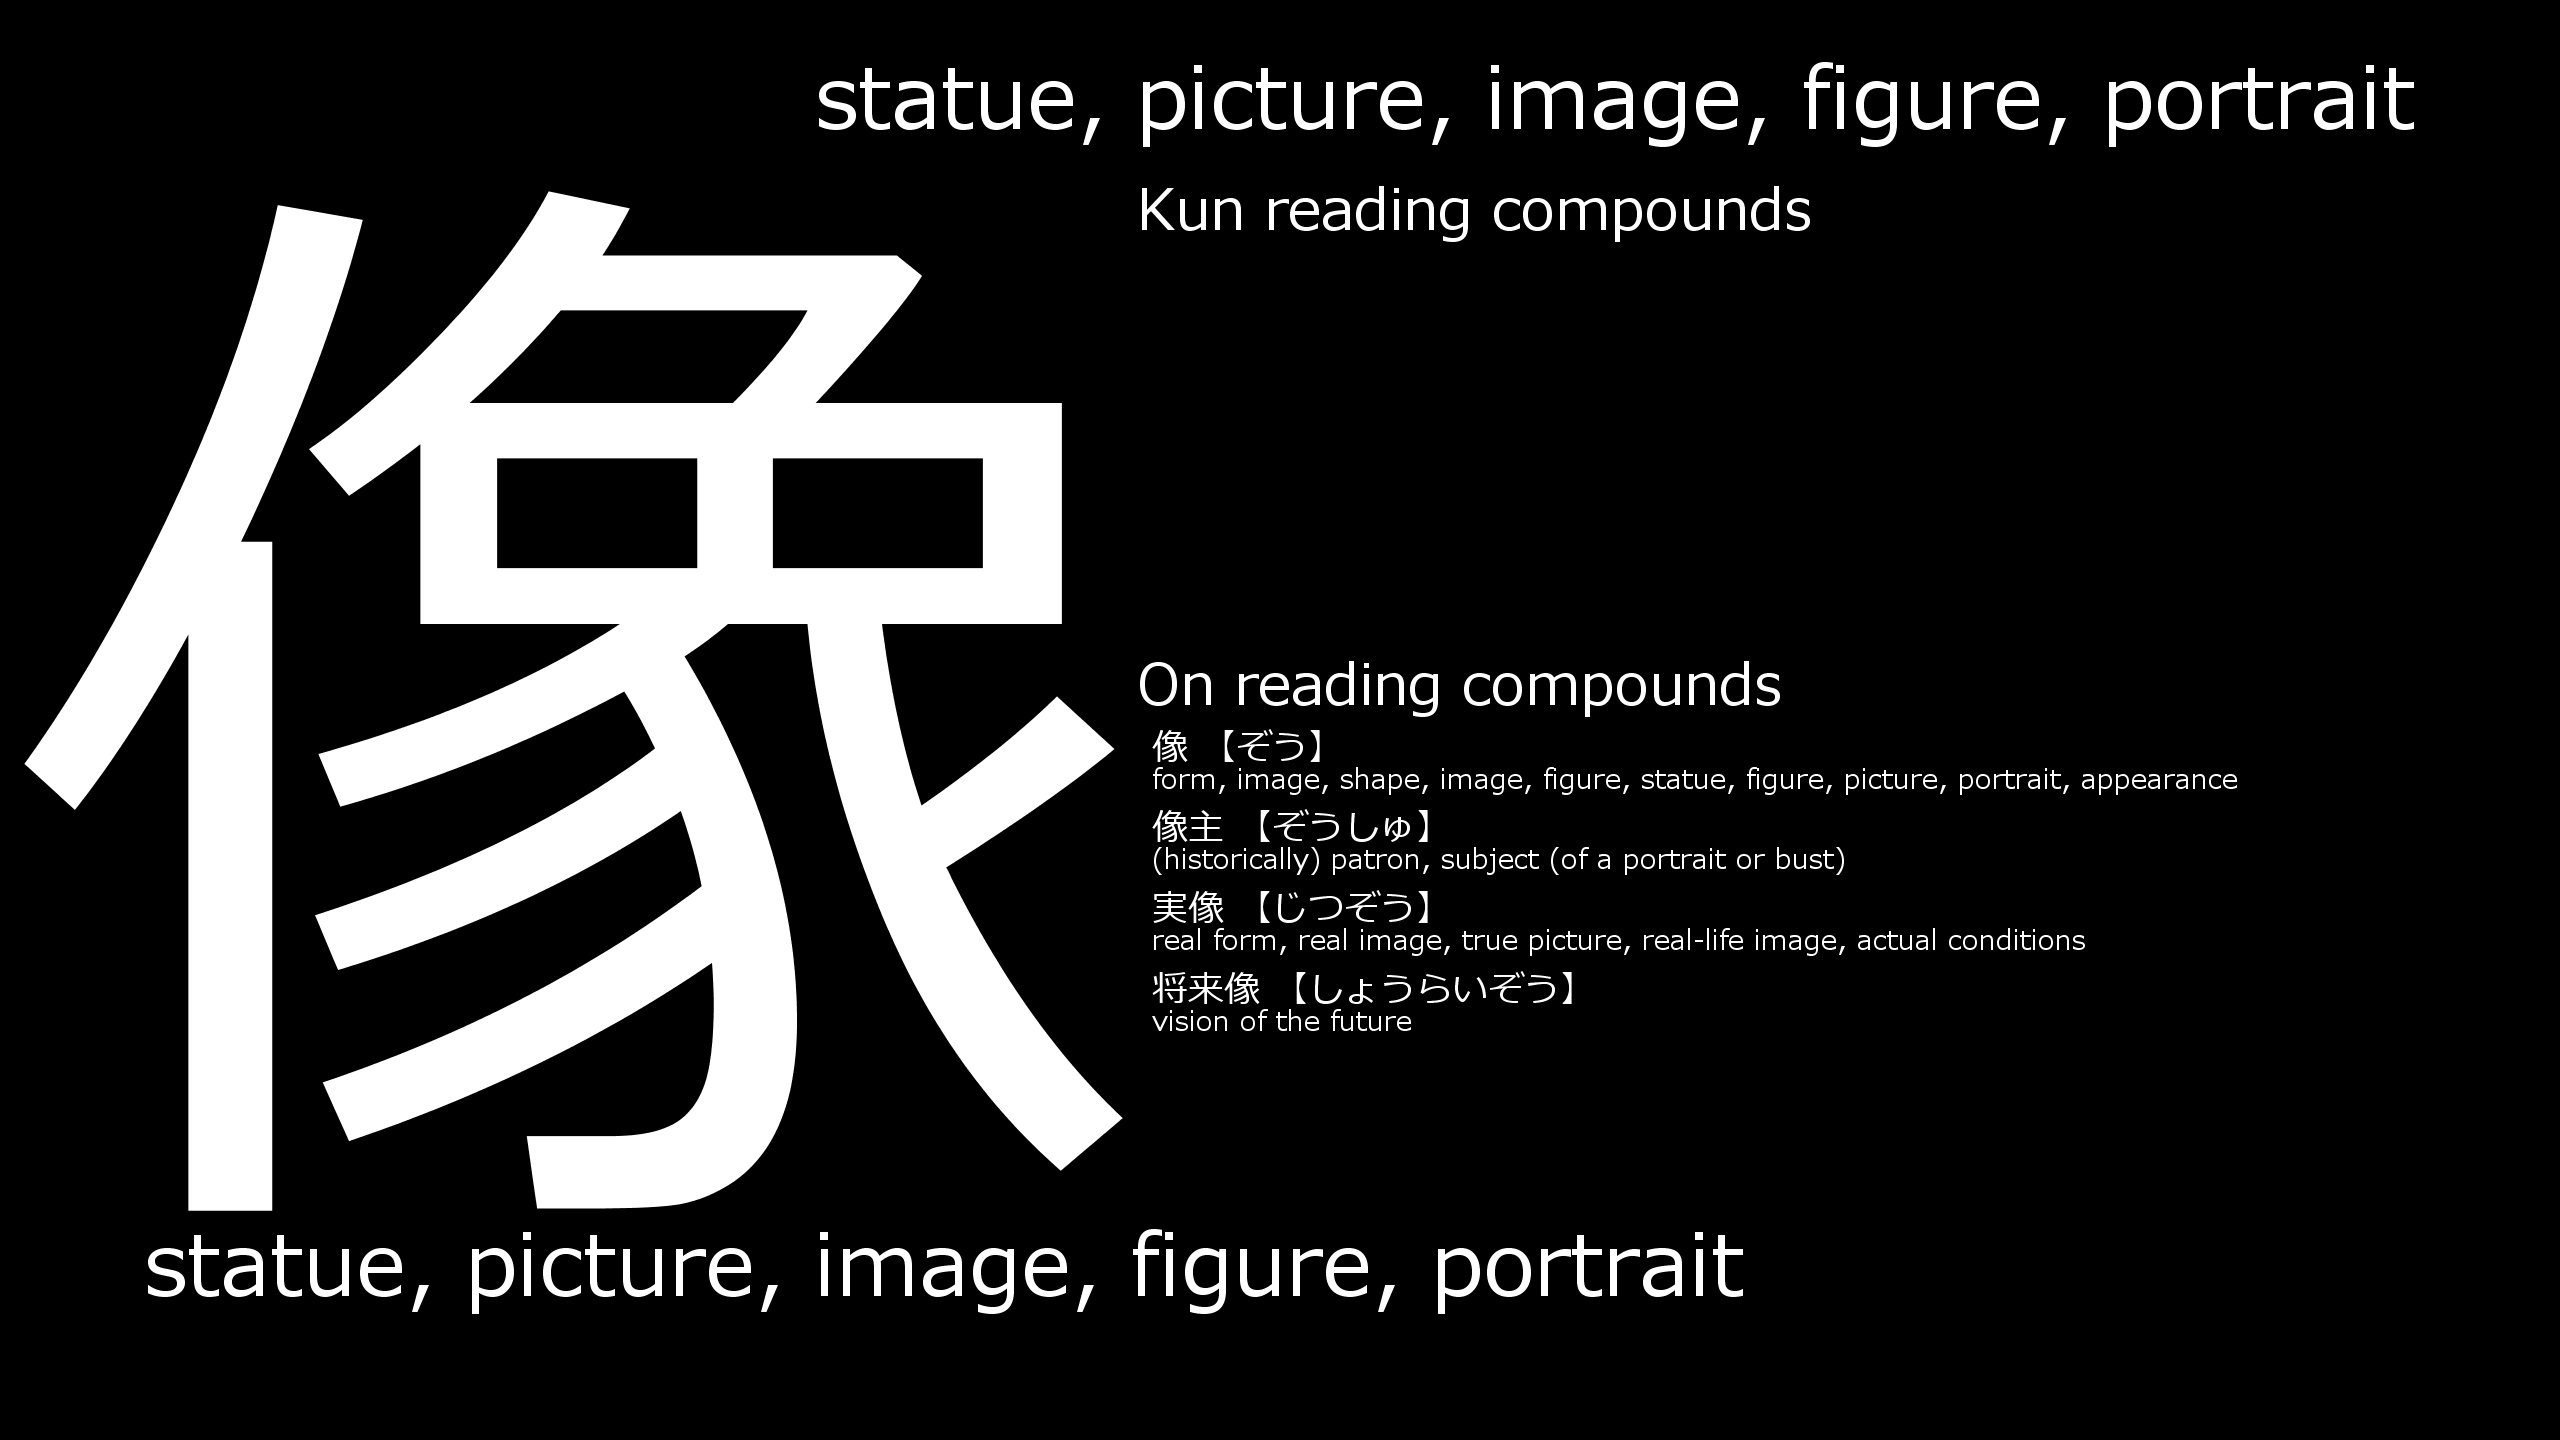 statue, picture, image, figure, portrait
像
Kun reading compounds
On reading compounds
像 【ぞう】
form, image, shape, image, figure, statue, figure, picture, portrait, appearance
像主 【ぞうしゅ】
(historically) patron, subject (of a portrait or bust)
実像 【じつぞう】
real form, real image, true picture, real-life image, actual conditions
将来像 【しょうらいぞう】
vision of the future
statue, picture, image, figure, portrait